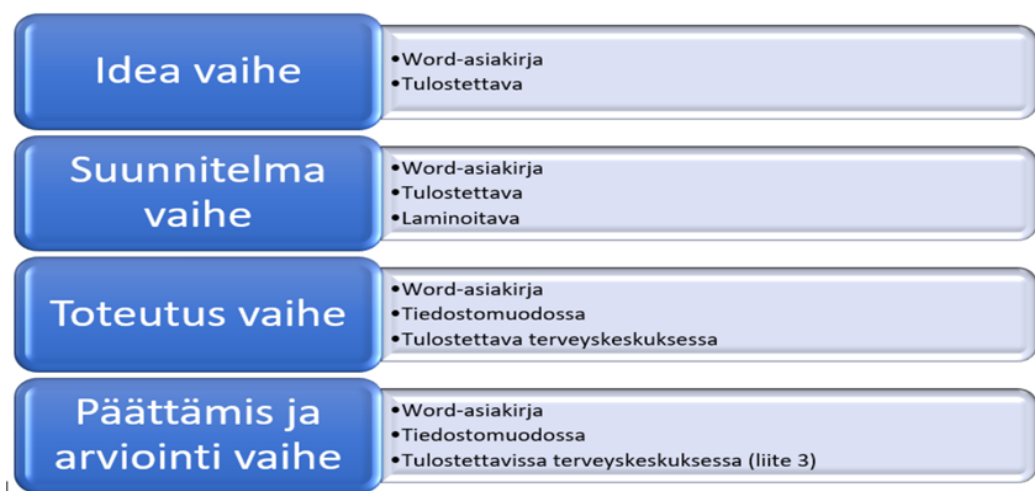 Idea vaihe
•Word-asiakirja
•Tulostettava
Suunnitelma
vaihe
•Word-asiakirja
•Tulostettava
•Laminoitava
Toteutus vaihe
•Word-asiakirja
•Tiedostomuodossa
•Tulostettava terveyskeskuksessa
Päättämis ja
arviointi vaihe
•Word-asiakirja
•Tiedostomuodossa
•Tulostettavissa terveyskeskuksessa (liite 3)